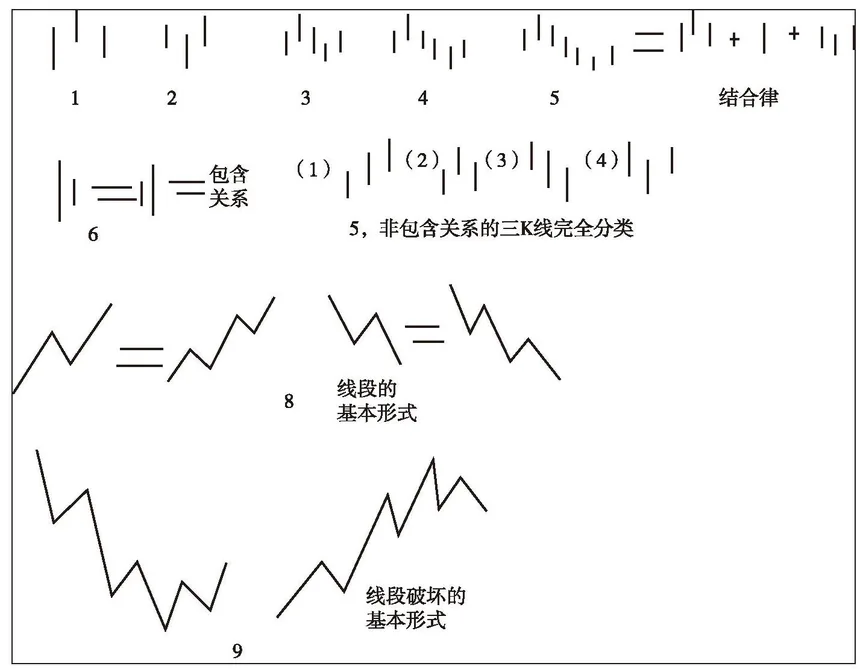 1 2 3 4 5 结合律
(1) (2) (3) (4)
包含
关系
6
5，非包含关系的三K线完全分类
线段的
基本形式
8
线段破坏的
基本形式
9